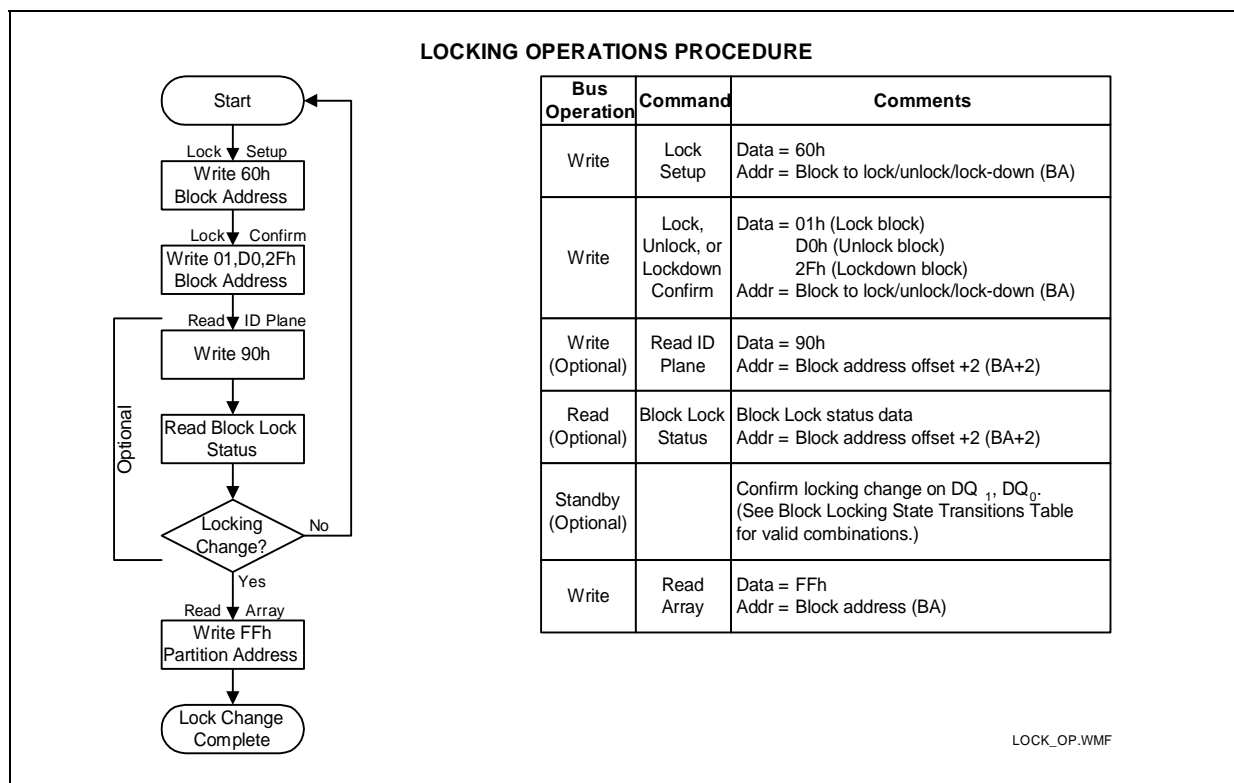 LOCKING OPERATIONS PROCEDURE
Start
Lock Setup
Write 60h
Block Address
Lock Confirm
Write 01,D0,2Fh
Block Address
Read ID Plane
Write 90h
Optional
Read Block Lock
Status
Locking
Change?
No
Yes
Read Array
Write FFh
Partition Address
Lock Change
Complete
Bus
Operation
Command
Comments
Write
Lock
Setup
Data = 60h
Addr = Block to lock/unlock/lock-down (BA)
Write
Lock,
Unlock, or
Lockdown
Confirm
Data = 01h (Lock block)
D0h (Unlock block)
2Fh (Lockdown block)
Addr = Block to lock/unlock/lock-down (BA)
Write
(Optional)
Read ID
Plane
Data = 90h
Addr = Block address offset +2 (BA+2)
Read
(Optional)
Block Lock
Status
Block Lock status data
Addr = Block address offset +2 (BA+2)
Standby
(Optional)
Confirm locking change on DQ 1, DQ0.
(See Block Locking State Transitions Table
for valid combinations.)
Write
Read
Array
Data = FFh
Addr = Block address (BA)
LOCK_OP.WMF